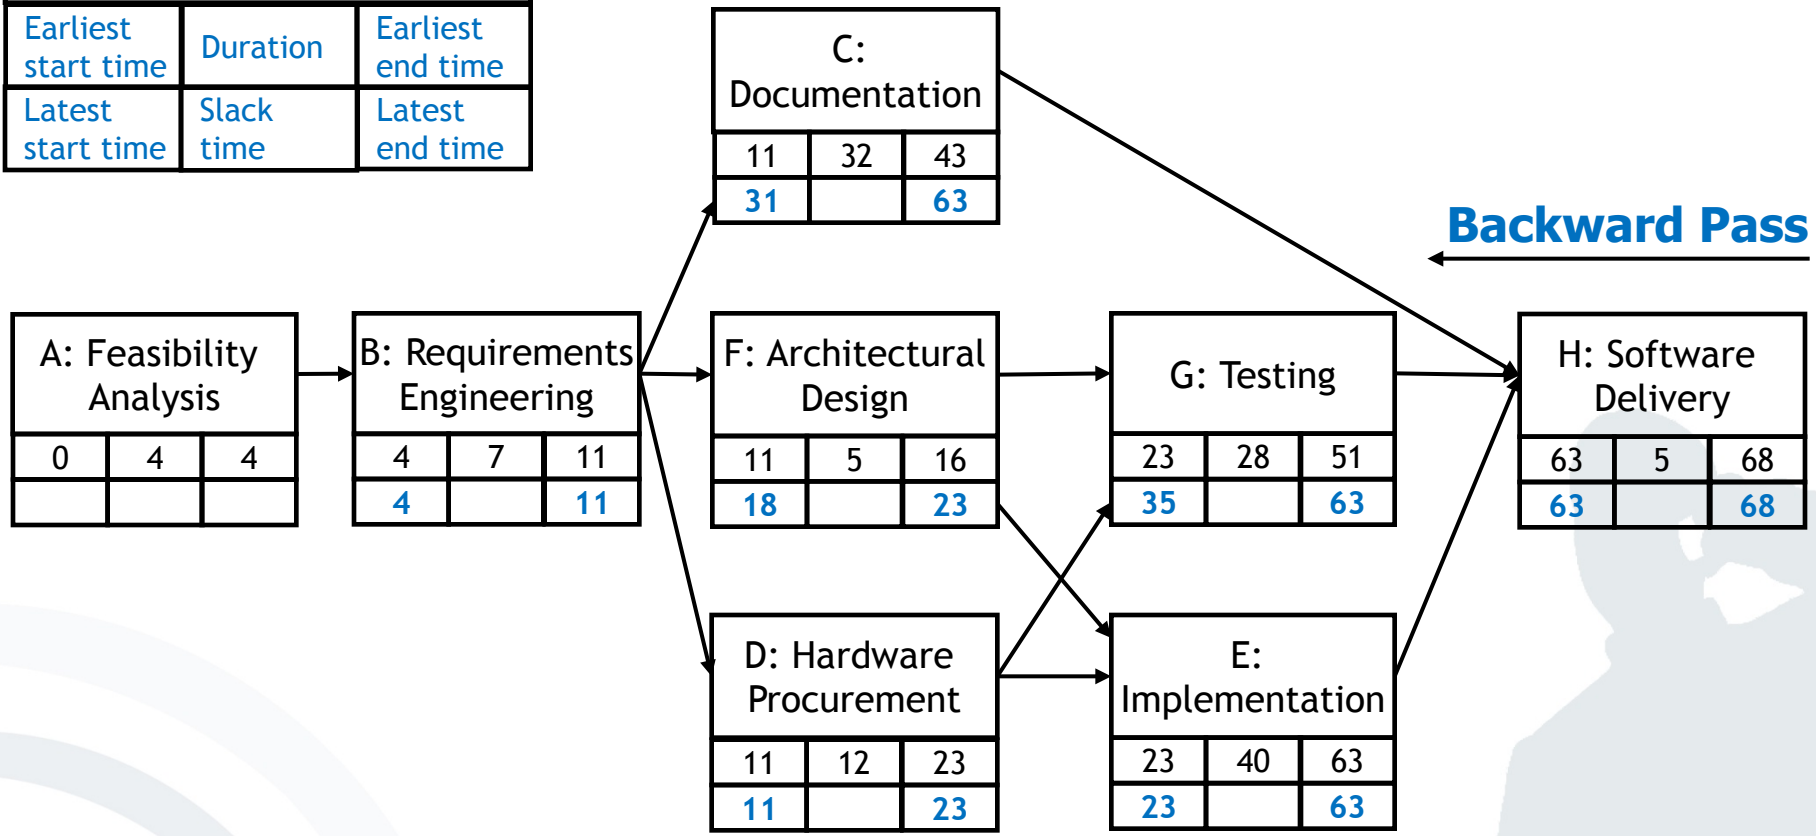 Earliest
start time
Duration
Earliest
end time
Latest
start time
Slack
time
Latest
end time
C:
Documentation
11 32 43
31 63
Backward Pass
A: Feasibility
Analysis
0 4 4
B: Requirements
Engineering
4 7 11
4 11
F: Architectural
Design
11 5 16
18 23
G: Testing
23 28 51
35 63
H: Software
Delivery
63 5 68
63 68
D: Hardware
Procurement
11 12 23
11 23
E:
Implementation
23 40 63
23 63